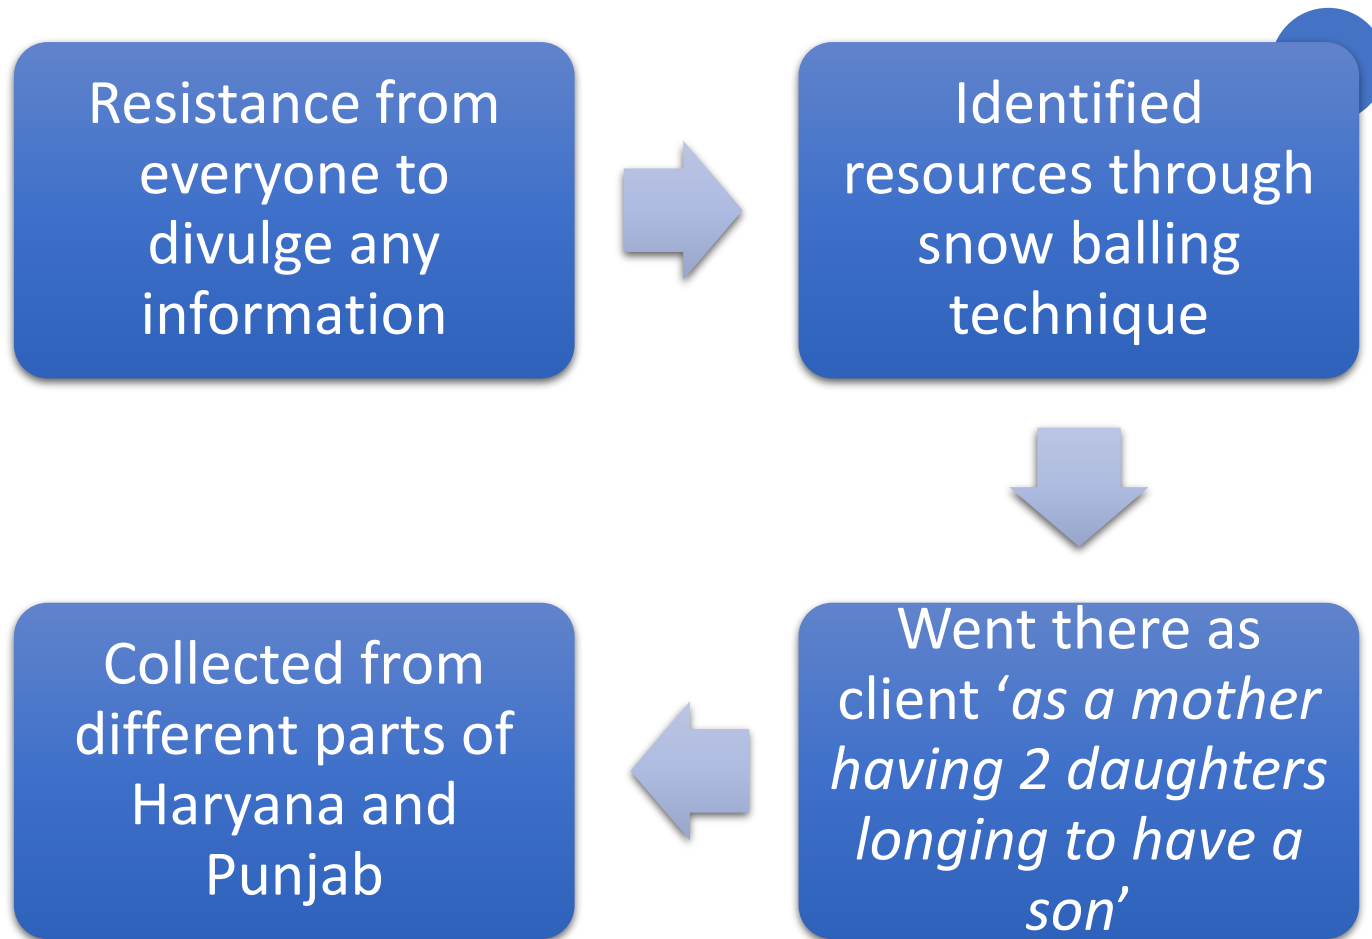 Resistance from
everyone to
divulge any
information
Identified
resources through
snow balling
technique
Went there as
client ‘as a mother
having 2 daughters
longing to have a
son’
Collected from
different parts of
Haryana and
Punjab